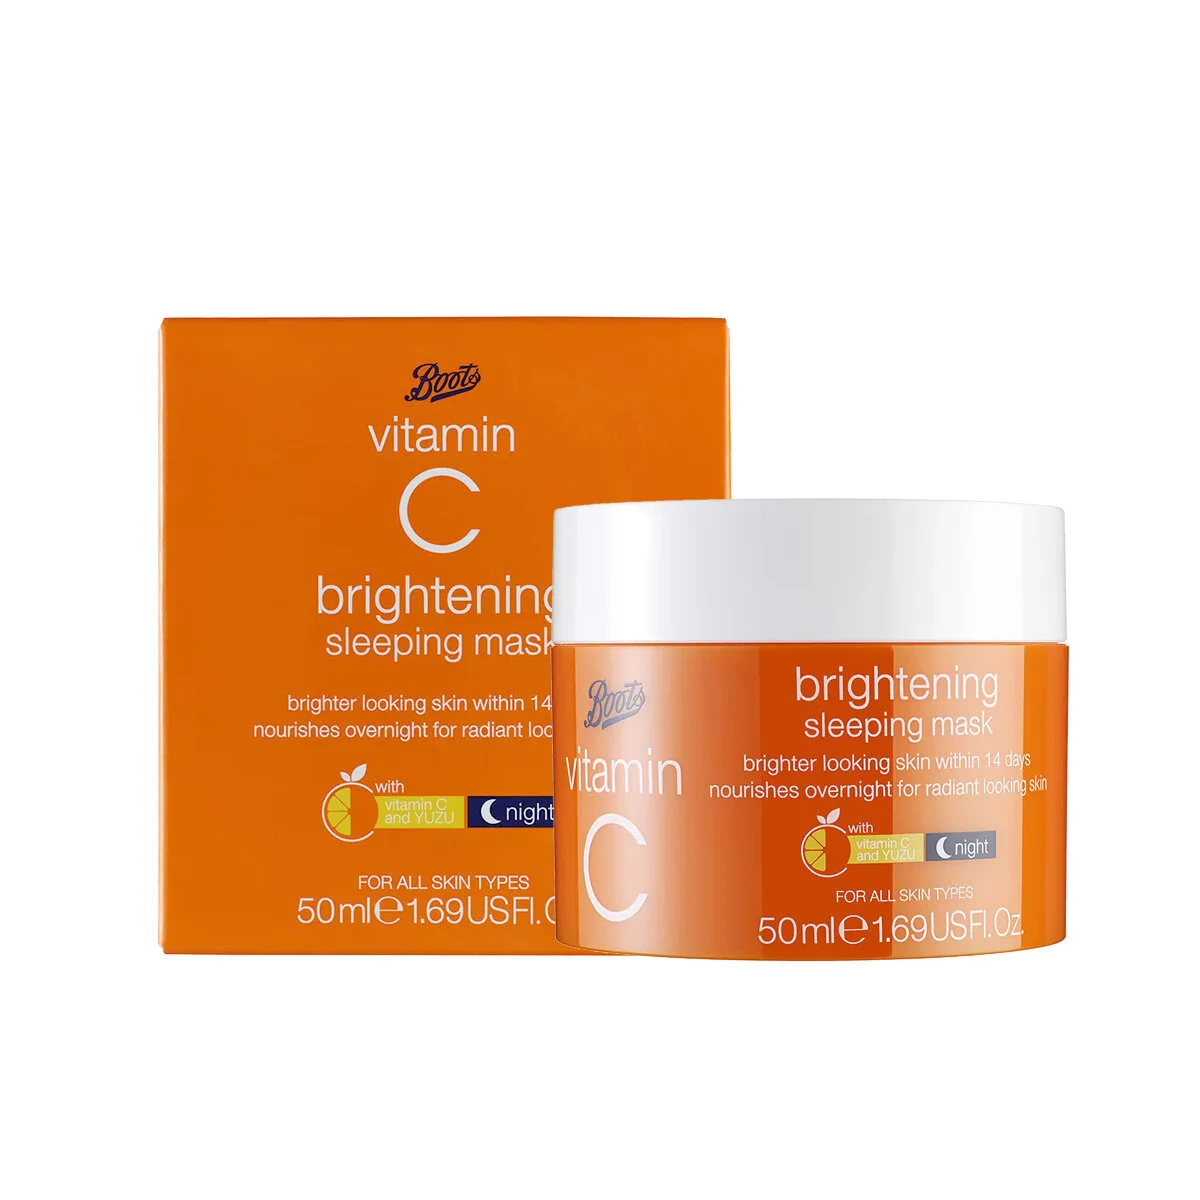 Boots
vitamin
C
brightening
sleeping mask
brighter looking skin within 14
nourishes overnight for radiant loo
with
vitamin C
and YUZU
night
FOR ALL SKIN TYPES
50ml℮1.69USFl.O
Boots
vitamin
C
brightening
sleeping mask
brighter looking skin within 14 days
nourishes overnight for radiant looking skin
with
vitamin C
and YUZU
night
FOR ALL SKIN TYPES
50ml℮1.69USFl.Oz.